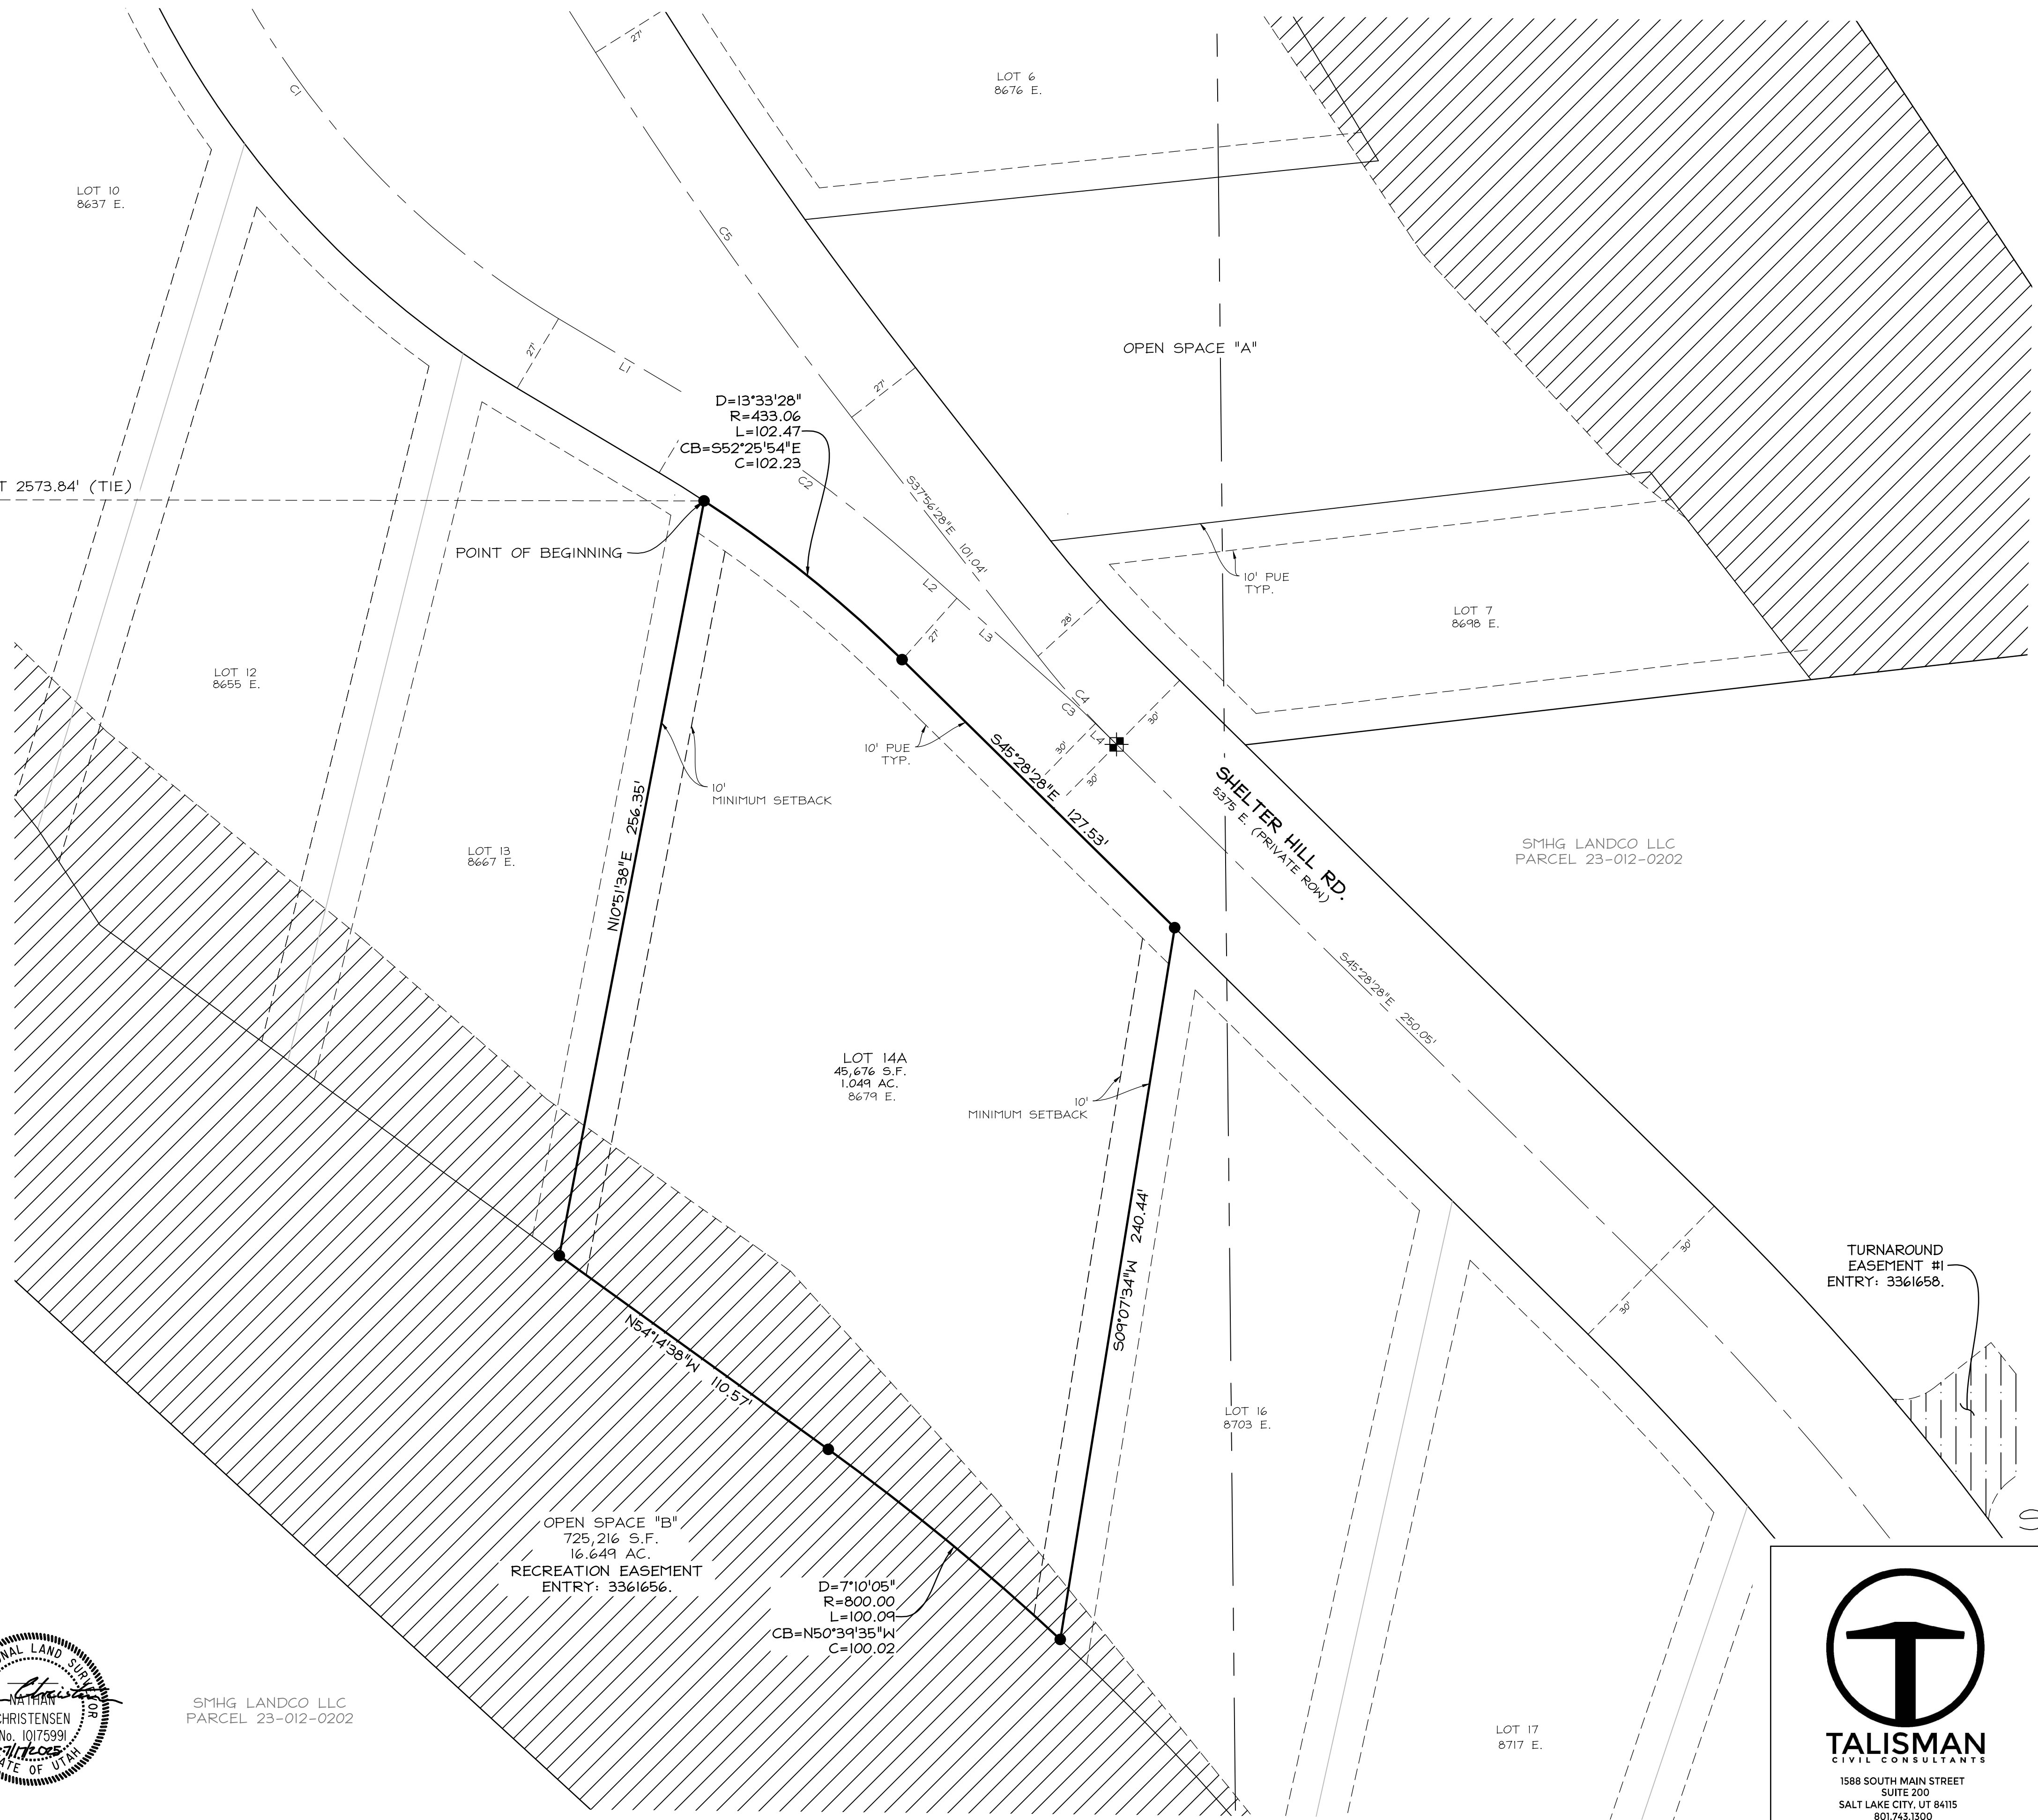 27'
LOT 6
8676 E.
C1
LOT 10
8637 E.
C5
OPEN SPACE "A"
27'
L1
27'
D=13°33'28"
R=433.06
L=102.47
CB=S52°25'54"E
C=102.23
C2
T 2573.84' (TIE)
S37°56'28"E 101.04'
POINT OF BEGINNING
10' PUE
TYP.
L2
27'
L3
28'
LOT 7
8698 E.
LOT 12
8655 E.
C4
C3
30'
L4
30'
30'
10' PUE
TYP.
S45°28'28"E 127.53'
10'
MINIMUM SETBACK
N10°51'38"E 256.35'
SHELTER HILL RD.
5375 E. (PRIVATE ROW)
SMHG LANDCO LLC
PARCEL 23-012-0202
LOT 13
8667 E.
S45°28'28"E 250.05'
LOT 14A
45,676 S.F.
1.049 AC.
8679 E.
10'
MINIMUM SETBACK
S09°07'34"W 240.44'
30'
30'
TURNAROUND
EASEMENT #1
ENTRY: 3361658.
N54°14'38"W 110.57'
LOT 16
8703 E.
OPEN SPACE "B"
725,216 S.F.
16.649 AC.
RECREATION EASEMENT
ENTRY: 3361656.
D=7°10'05"
R=800.00
L=100.09
CB=N50°39'35"W
C=100.02
NAL LAND SURVEYOR
NATHAN
CHRISTENSEN
No. 10175991
7/17/2025
ATE OF UTAH
SMHG LANDCO LLC
PARCEL 23-012-0202
LOT 17
8717 E.
TALISMAN
CIVIL CONSULTANTS
1588 SOUTH MAIN STREET
SUITE 200
SALT LAKE CITY, UT 84115
801.743.1300